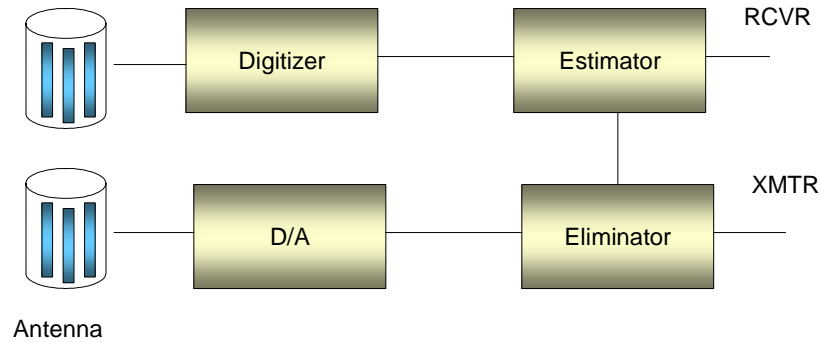 RCVR
Digitizer
Estimator
XMTR
D/A
Eliminator
Antenna